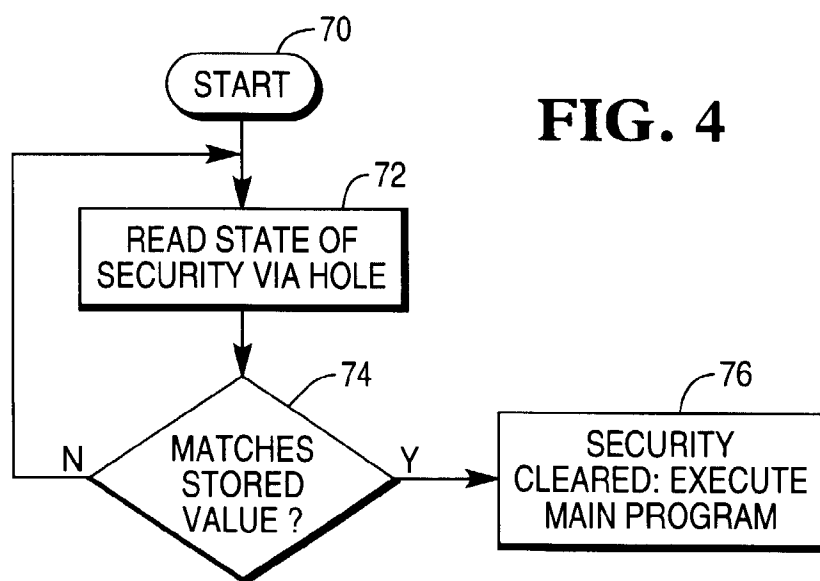 70
START
FIG. 4
72
READ STATE OF
SECURITY VIA HOLE
74
MATCHES
STORED
VALUE ?
N
Y
76
SECURITY
CLEARED: EXECUTE
MAIN PROGRAM